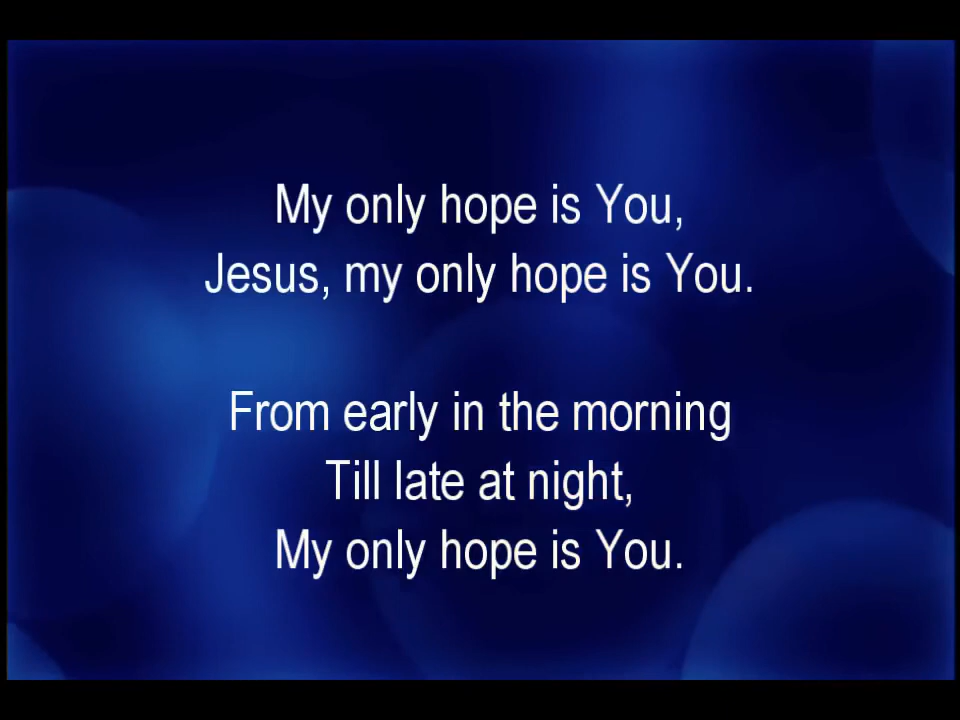 My only hope is You,
Jesus, my only hope is You.
From early in the morning
Till late at night,
My only hope is You.